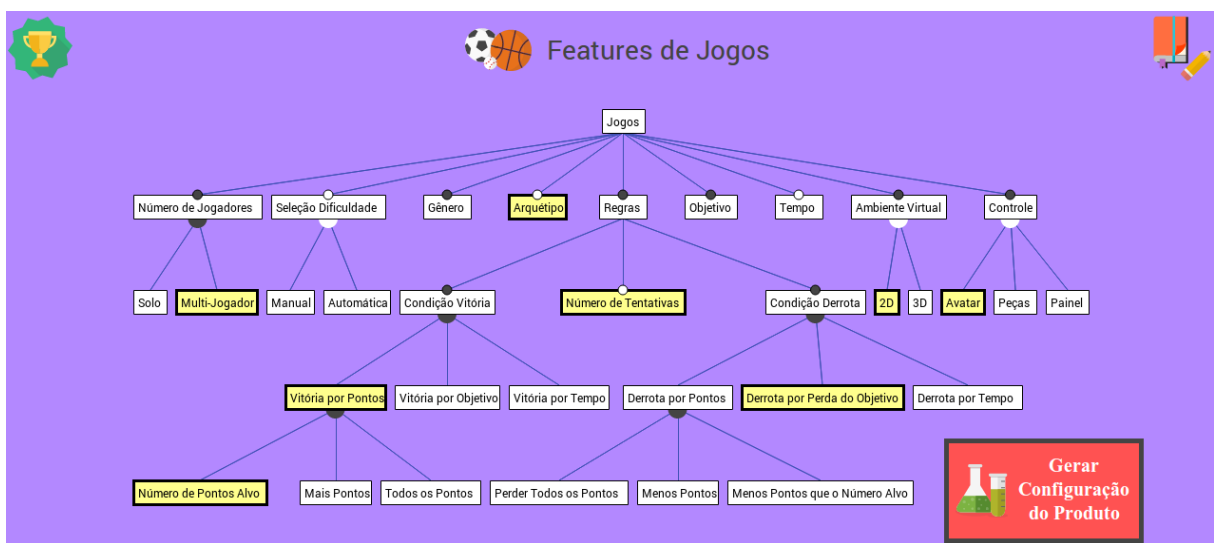 Features de Jogos
Jogos
Número de Jogadores
Seleção Dificuldade
Gênero
Arquétipo
Regras
Objetivo
Tempo
Ambiente Virtual
Controle
Solo
Multi-Jogador
Manual
Automática
Condição Vitória
Número de Tentativas
Condição Derrota
2D
3D
Avatar
Peças
Painel
Vitória por Pontos
Vitória por Objetivo
Vitória por Tempo
Derrota por Pontos
Derrota por Perda do Objetivo
Derrota por Tempo
Número de Pontos Alvo
Mais Pontos
Todos os Pontos
Perder Todos os Pontos
Menos Pontos
Menos Pontos que o Número Alvo
Gerar
Configuração
do Produto